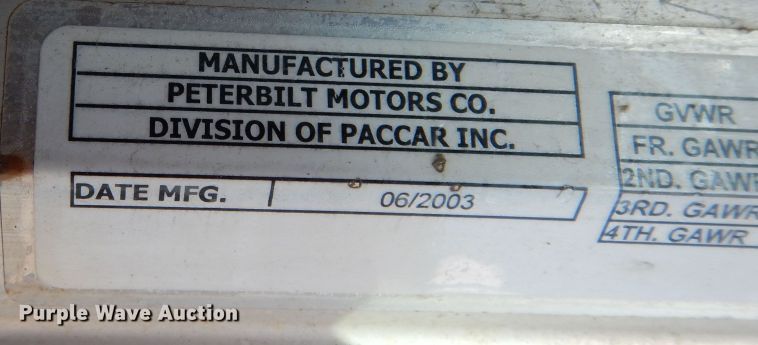 MANUFACTURED BY
PETERBILT MOTORS CO.
DIVISION OF PACCAR INC.
DATE MFG. 06/2003
GVWR
FR. GAWR
2ND. GAWR
3RD. GAWR
4TH. GAWR
Purple Wave Auction